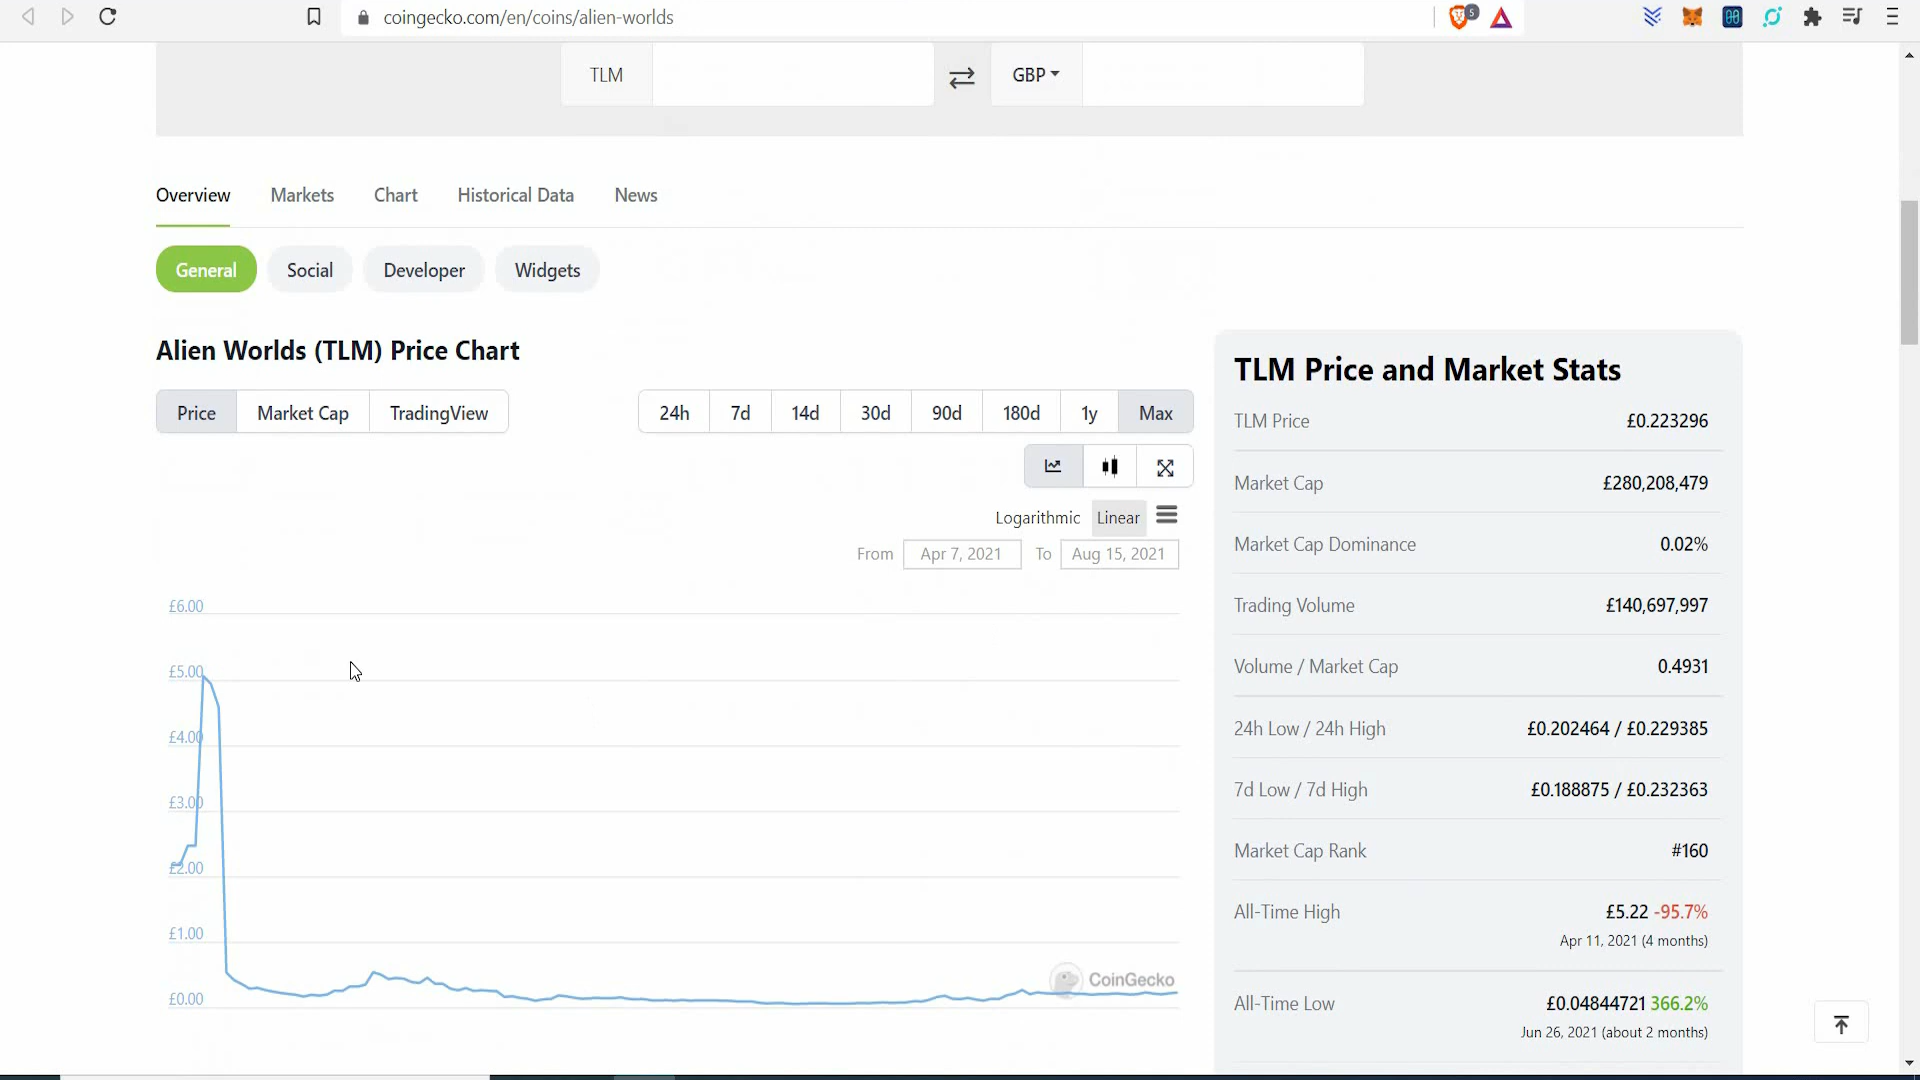 coingecko.com/en/coins/alien-worlds
5
TLM
GBP
Overview Markets Chart Historical Data News
General Social Developer Widgets
Alien Worlds (TLM) Price Chart
Price Market Cap TradingView
24h 7d 14d 30d 90d 180d 1y Max
Logarithmic Linear
From Apr 7, 2021 To Aug 15, 2021
£6.00
£5.00
£4.00
£3.00
£2.00
£1.00
£0.00
CoinGecko
TLM Price and Market Stats
TLM Price £0.223296
Market Cap £280,208,479
Market Cap Dominance 0.02%
Trading Volume £140,697,997
Volume / Market Cap 0.4931
24h Low / 24h High £0.202464 / £0.229385
7d Low / 7d High £0.188875 / £0.232363
Market Cap Rank #160
All-Time High £5.22 -95.7%
Apr 11, 2021 (4 months)
All-Time Low £0.04844721 366.2%
Jun 26, 2021 (about 2 months)